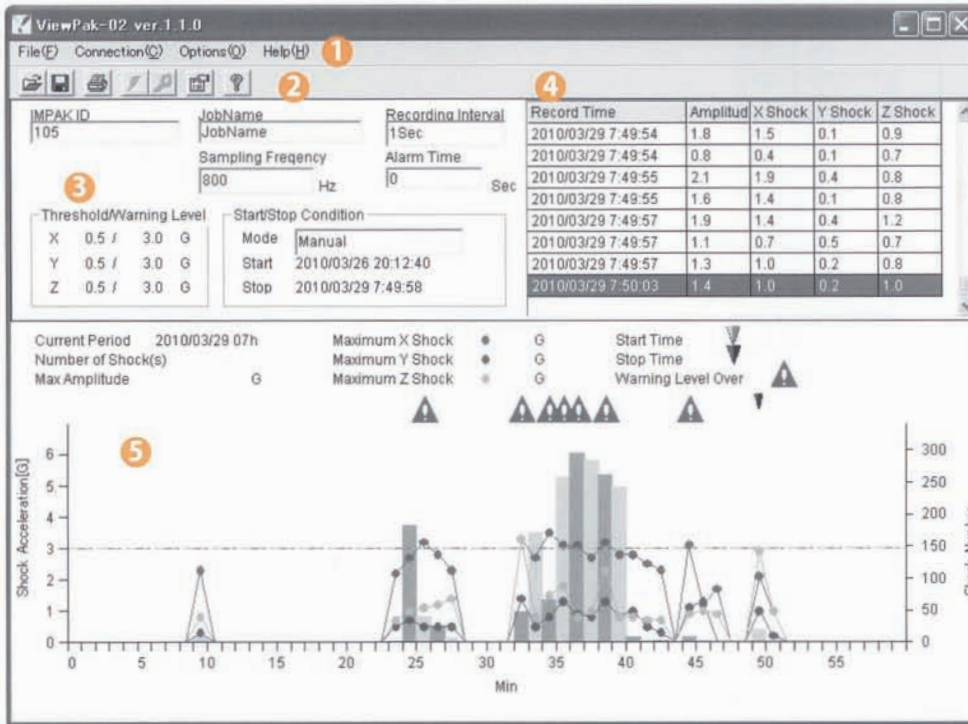 ViewPak-02 ver.1.1.0
File(F) Connection(C) Options(O) Help(H) 1
2
IMPAK ID JobName Recording Interval
105 JobName 1Sec
Sampling Freqency Alarm Time
800 Hz 0 Sec
3
Threshold/Warning Level
X 0.5 / 3.0 G
Y 0.5 / 3.0 G
Z 0.5 / 3.0 G
Start/Stop Condition
Mode Manual
Start 2010/03/26 20:12:40
Stop 2010/03/29 7:49:58
4
Record Time Amplitud X Shock Y Shock Z Shock
2010/03/29 7:49:54 1.8 1.5 0.1 0.9
2010/03/29 7:49:54 0.8 0.4 0.1 0.7
2010/03/29 7:49:55 2.1 1.9 0.4 0.8
2010/03/29 7:49:55 1.6 1.4 0.1 0.8
2010/03/29 7:49:57 1.9 1.4 0.4 1.2
2010/03/29 7:49:57 1.1 0.7 0.5 0.7
2010/03/29 7:49:57 1.3 1.0 0.2 0.8
2010/03/29 7:50:03 1.4 1.0 0.2 1.0
Current Period 2010/03/29 07h Maximum X Shock G Start Time
Number of Shock(s) Maximum Y Shock G Stop Time
Max Amplitude G Maximum Z Shock G Warning Level Over
5
Shock Acceleration[G]
6
5
4
3
2
1
0
300
250
200
150
100
50
0
0 5 10 15 20 25 30 35 40 45 50 55
Min